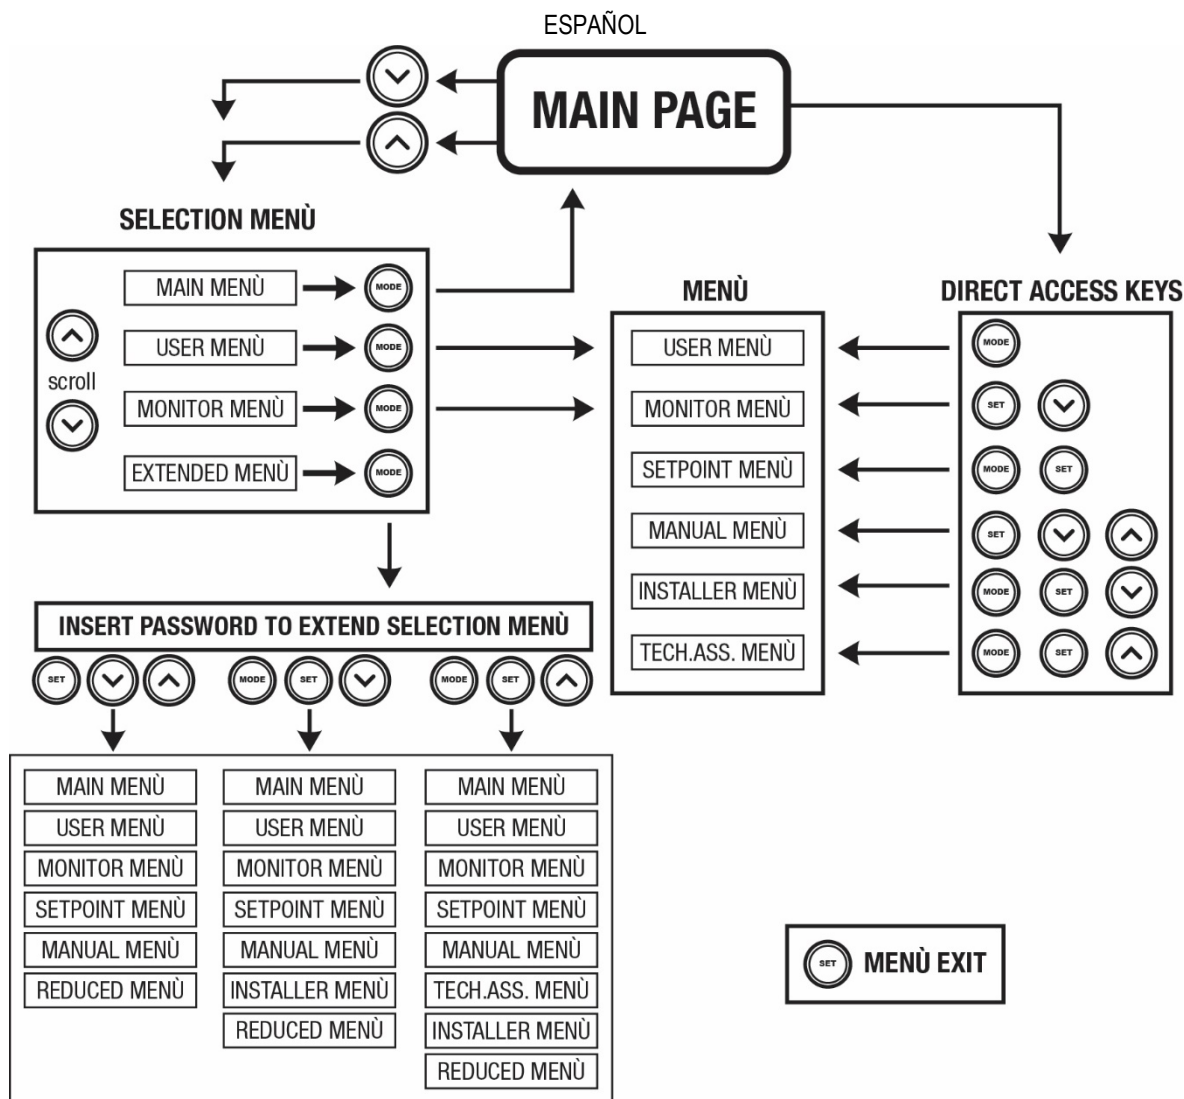 ESPAÑOL
MAIN PAGE
SELECTION MENÙ
MAIN MENÙ MODE
USER MENÙ MODE
scroll
MONITOR MENÙ MODE
EXTENDED MENÙ MODE
MENÙ
USER MENÙ
MONITOR MENÙ
SETPOINT MENÙ
MANUAL MENÙ
INSTALLER MENÙ
TECH.ASS. MENÙ
DIRECT ACCESS KEYS
MODE
SET
MODE SET
SET
MODE SET
MODE SET
INSERT PASSWORD TO EXTEND SELECTION MENÙ
SET
MODE SET
MODE SET
MAIN MENÙ
USER MENÙ
MONITOR MENÙ
SETPOINT MENÙ
MANUAL MENÙ
REDUCED MENÙ
MAIN MENÙ
USER MENÙ
MONITOR MENÙ
SETPOINT MENÙ
MANUAL MENÙ
INSTALLER MENÙ
REDUCED MENÙ
MAIN MENÙ
USER MENÙ
MONITOR MENÙ
SETPOINT MENÙ
MANUAL MENÙ
TECH.ASS. MENÙ
INSTALLER MENÙ
REDUCED MENÙ
SET MENÙ EXIT